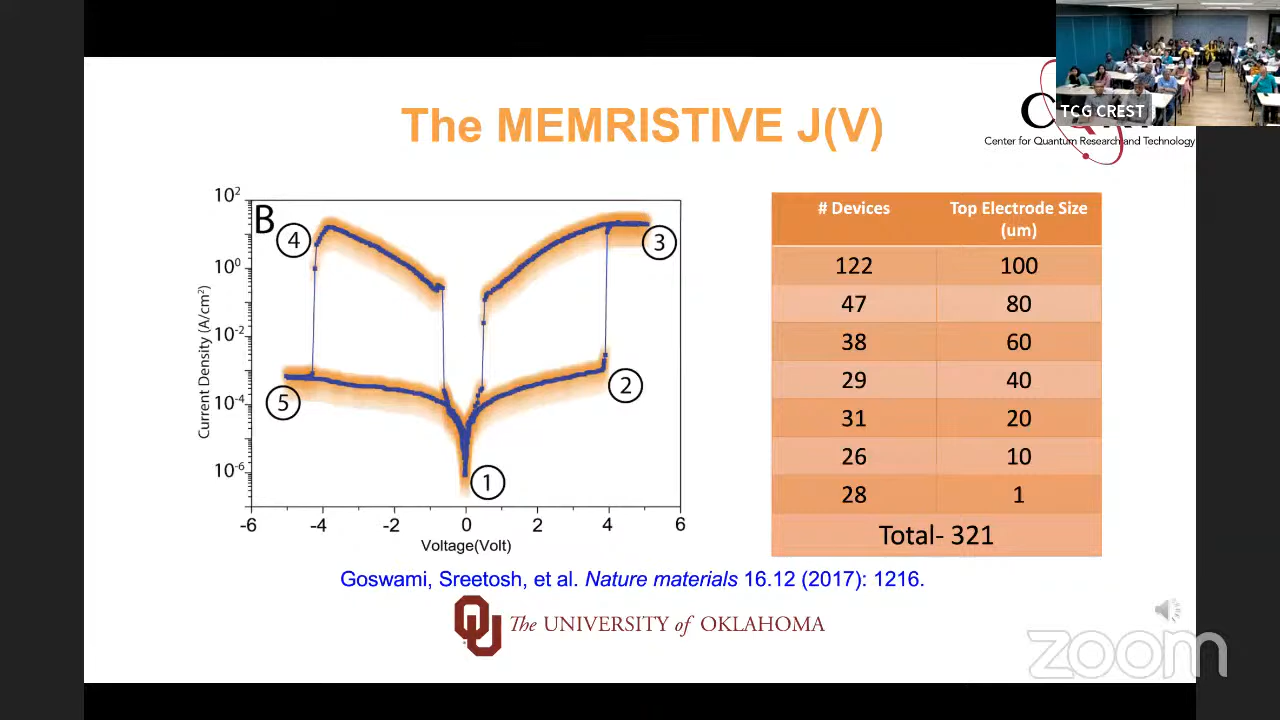 The MEMRISTIVE J(V)
TCG CREST
Center for Quantum Research and Technology
B
4
3
2
5
1
10²
10⁰
10⁻²
10⁻⁴
10⁻⁶
Current Density (A/cm²)
-6 -4 -2 0 2 4 6
Voltage(Volt)
# Devices Top Electrode Size (um)
122 100
47 80
38 60
29 40
31 20
26 10
28 1
Total- 321
Goswami, Sreetosh, et al. Nature materials 16.12 (2017): 1216.
The UNIVERSITY of OKLAHOMA
zoom